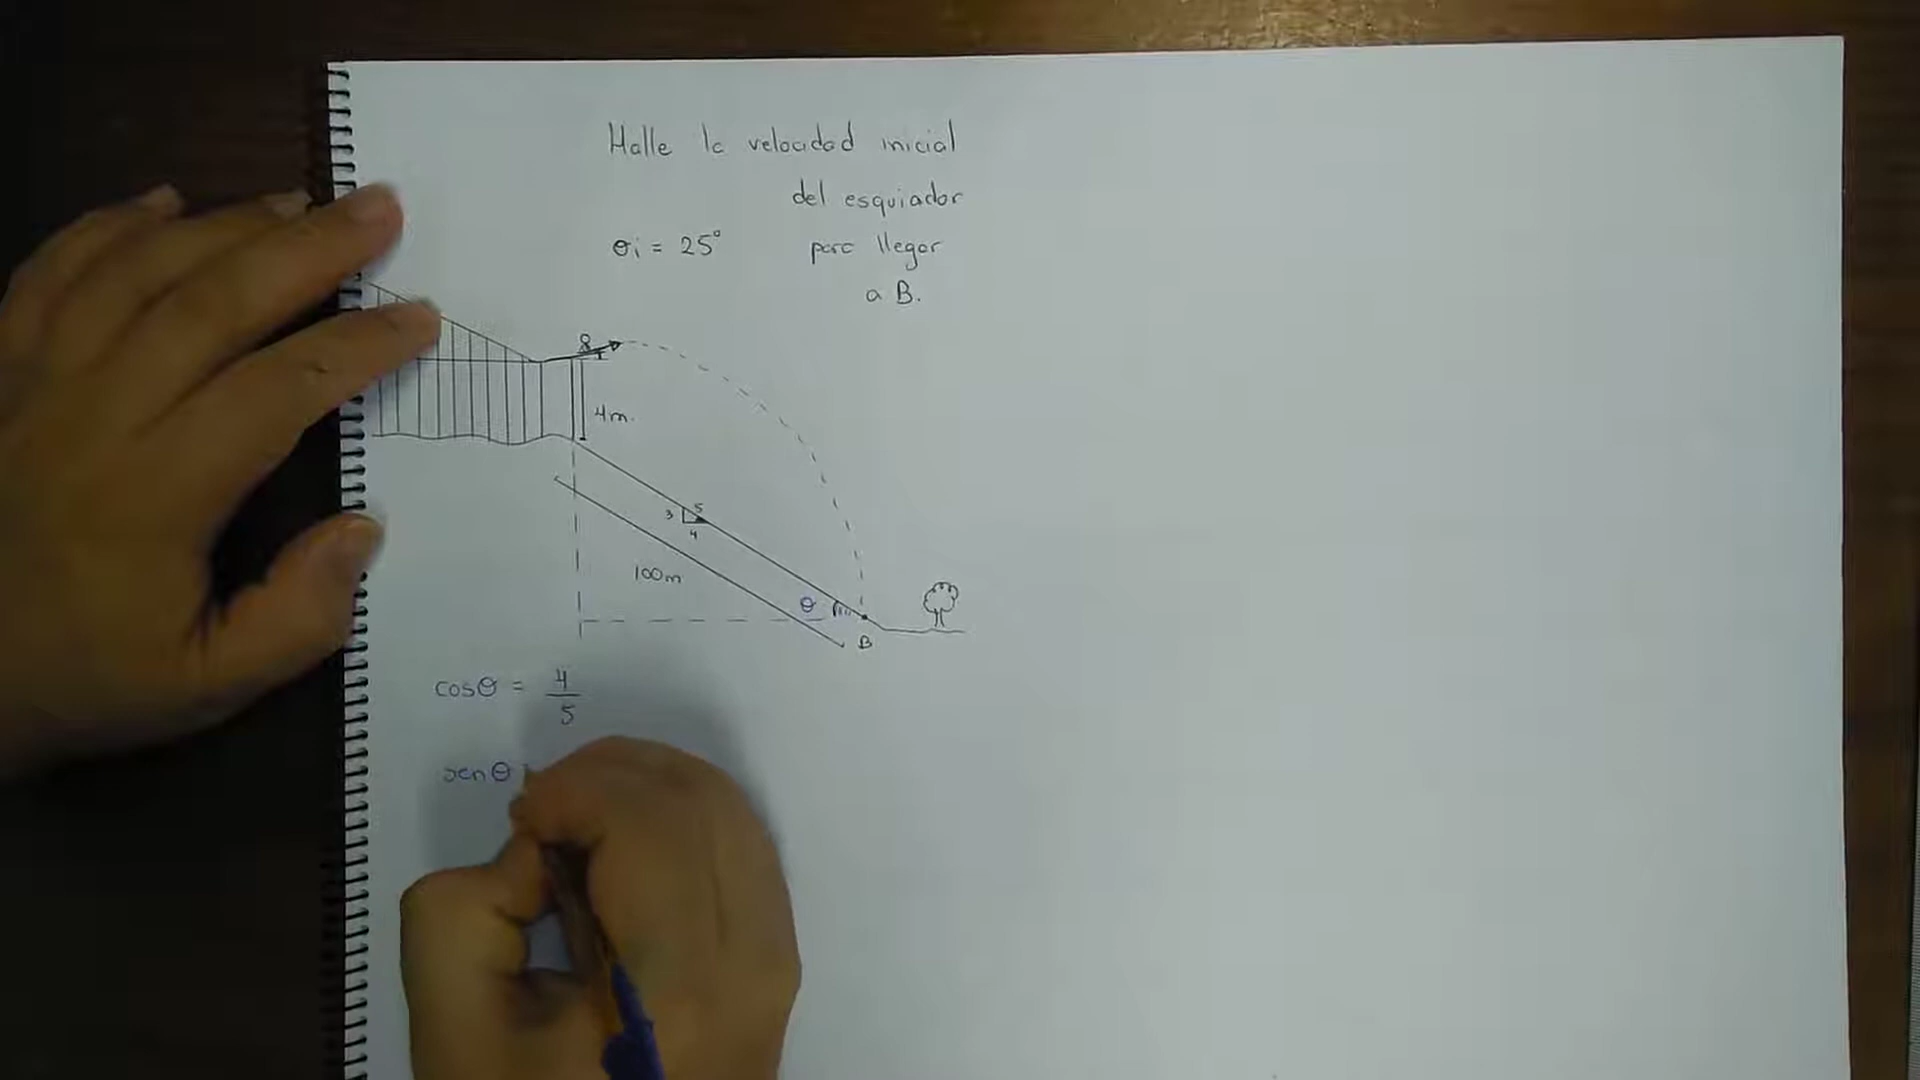 Halle la velocidad inicial
del esquiador
θi = 25° para llegar
a B.
4m.
3 5
4
100m
θ
B
cosθ = 4/5
senθ